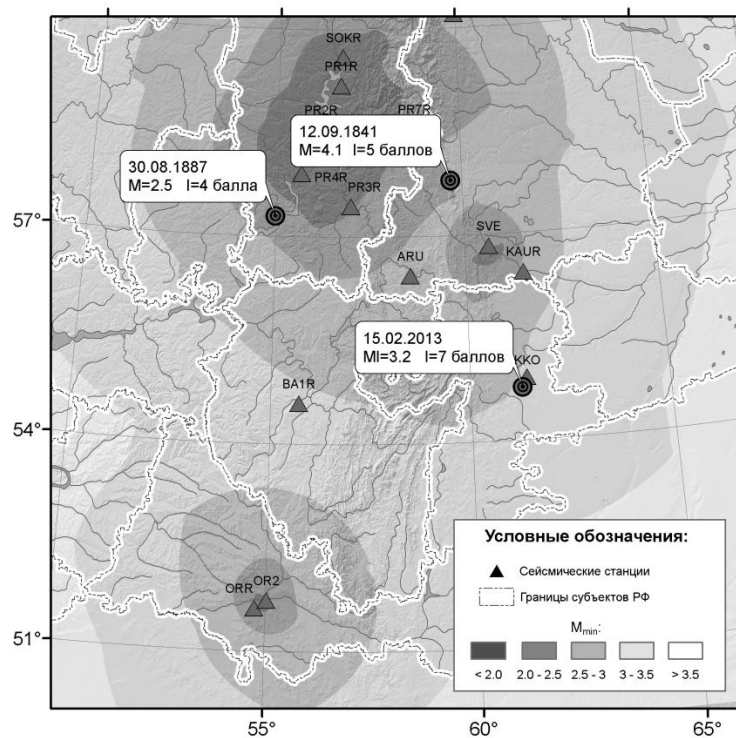 SOKR
PR1R
PR2R
PR7R
12.09.1841
M=4.1 I=5 баллов
30.08.1887
M=2.5 I=4 балла
PR4R
PR3R
57°
SVE
ARU
KAUR
15.02.2013
Ml=3.2 I=7 баллов
KKO
BA1R
54°
Условные обозначения:
Сейсмические станции
Границы субъектов РФ
Mmin:
< 2.0
2.0 - 2.5
2.5 - 3
3 - 3.5
> 3.5
ORR
OR2
51°
55°
60°
65°